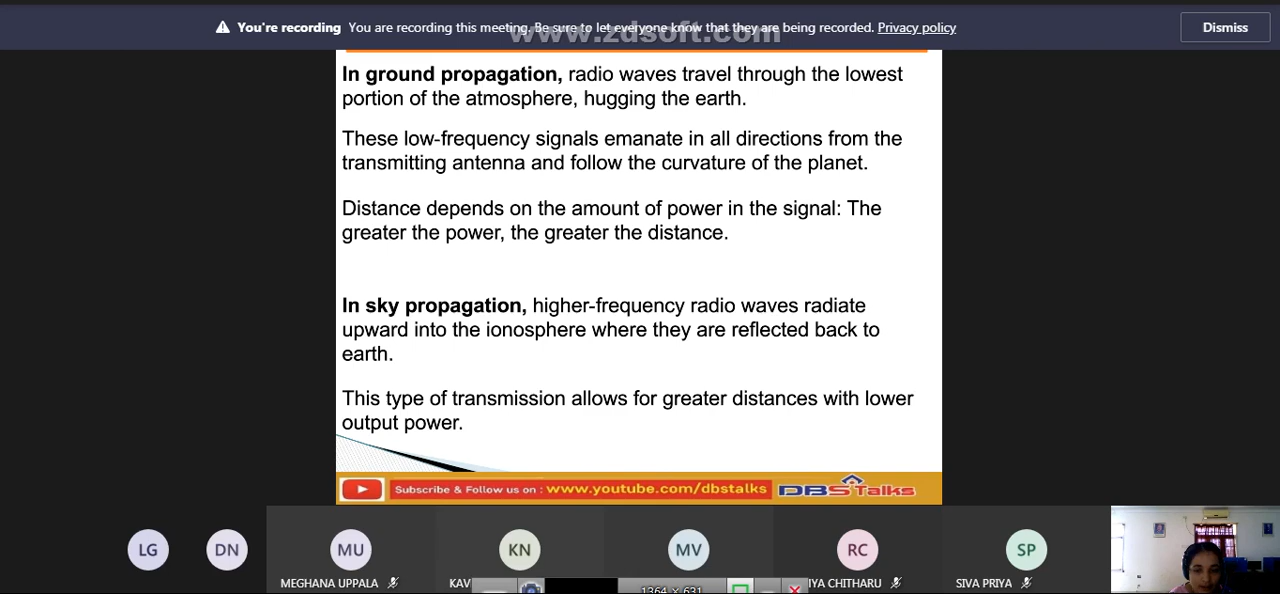 You're recording You are recording this meeting. Be sure to let everyone know that they are being recorded. Privacy policy
Dismiss
www.zdsoft.com
In ground propagation, radio waves travel through the lowest
portion of the atmosphere, hugging the earth.
These low-frequency signals emanate in all directions from the
transmitting antenna and follow the curvature of the planet.
Distance depends on the amount of power in the signal: The
greater the power, the greater the distance.
In sky propagation, higher-frequency radio waves radiate
upward into the ionosphere where they are reflected back to
earth.
This type of transmission allows for greater distances with lower
output power.
Subscribe & Follow us on : www.youtube.com/dbstalks DBS Talks
LG DN MU KN MV RC SP
MEGHANA UPPALA KAV IYA CHITHARU SIVA PRIYA
1364 × 631